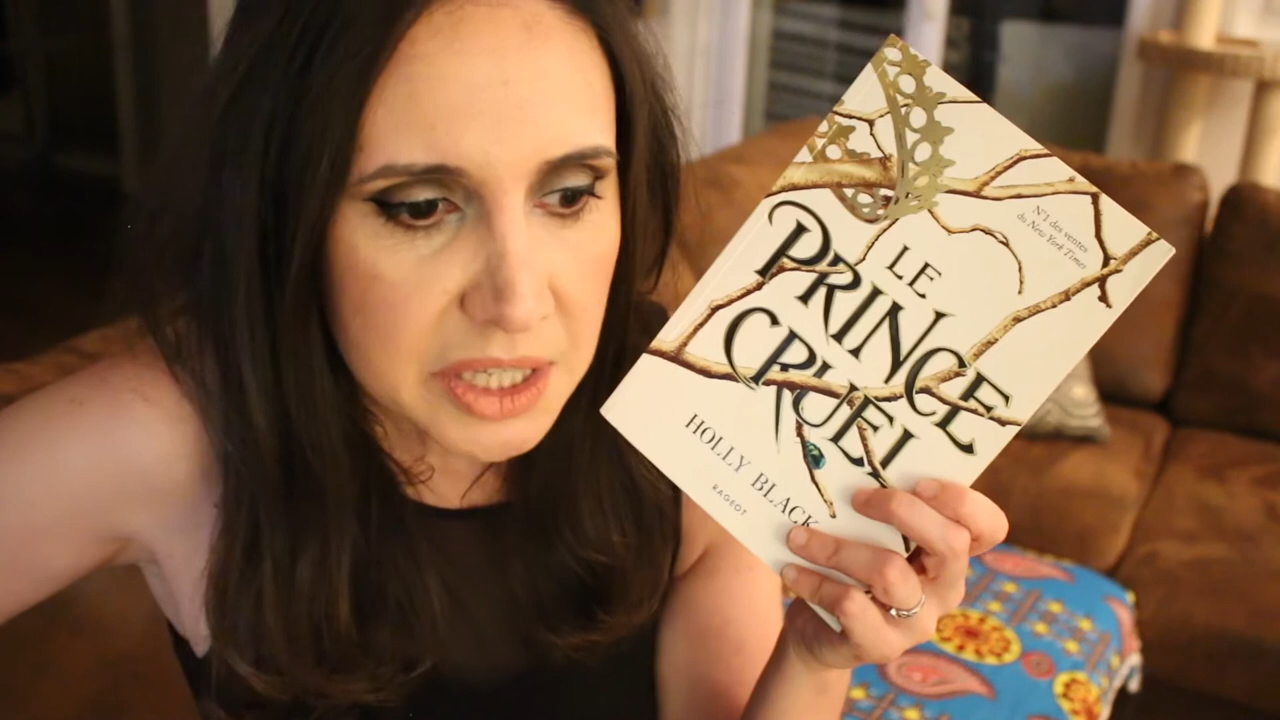 N°1 des ventes
du New York Times
LE
PRINCE
CRUEL
HOLLY BLACK
RAGEOT